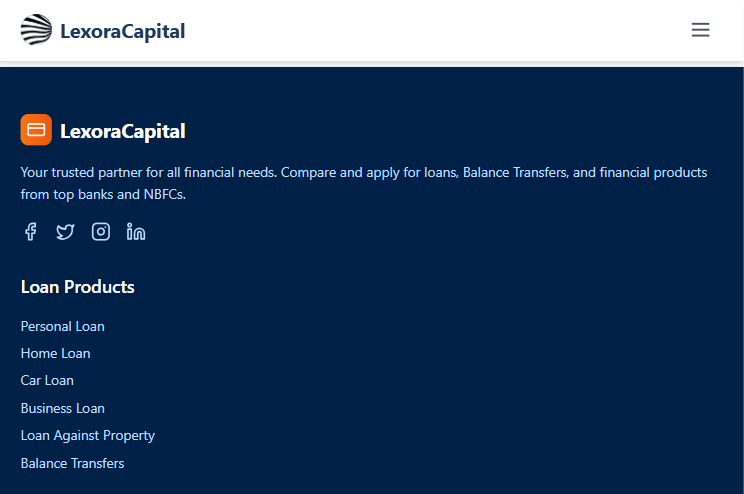 LexoraCapital
LexoraCapital
Your trusted partner for all financial needs. Compare and apply for loans, Balance Transfers, and financial products
from top banks and NBFCs.
Loan Products
Personal Loan
Home Loan
Car Loan
Business Loan
Loan Against Property
Balance Transfers